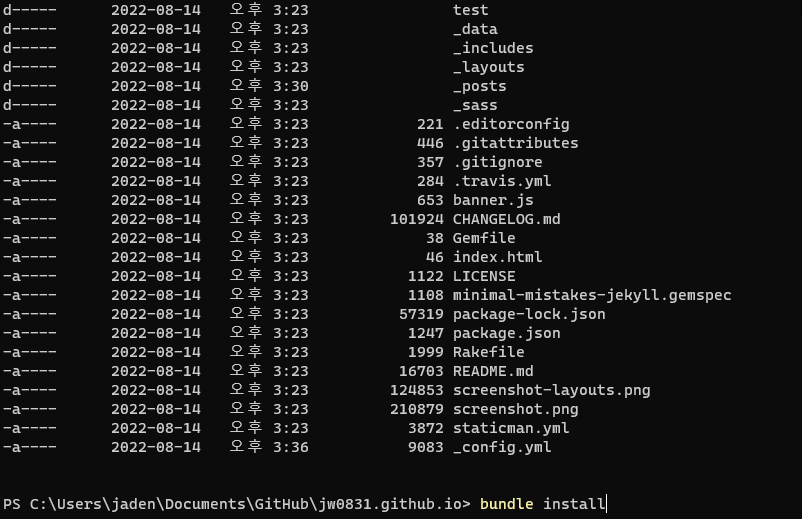 d----- 2022-08-14 오후 3:23 test
d----- 2022-08-14 오후 3:23 _data
d----- 2022-08-14 오후 3:23 _includes
d----- 2022-08-14 오후 3:23 _layouts
d----- 2022-08-14 오후 3:30 _posts
d----- 2022-08-14 오후 3:23 _sass
-a---- 2022-08-14 오후 3:23 221 .editorconfig
-a---- 2022-08-14 오후 3:23 446 .gitattributes
-a---- 2022-08-14 오후 3:23 357 .gitignore
-a---- 2022-08-14 오후 3:23 284 .travis.yml
-a---- 2022-08-14 오후 3:23 653 banner.js
-a---- 2022-08-14 오후 3:23 101924 CHANGELOG.md
-a---- 2022-08-14 오후 3:23 38 Gemfile
-a---- 2022-08-14 오후 3:23 46 index.html
-a---- 2022-08-14 오후 3:23 1122 LICENSE
-a---- 2022-08-14 오후 3:23 1108 minimal-mistakes-jekyll.gemspec
-a---- 2022-08-14 오후 3:23 57319 package-lock.json
-a---- 2022-08-14 오후 3:23 1247 package.json
-a---- 2022-08-14 오후 3:23 1999 Rakefile
-a---- 2022-08-14 오후 3:23 16703 README.md
-a---- 2022-08-14 오후 3:23 124853 screenshot-layouts.png
-a---- 2022-08-14 오후 3:23 210879 screenshot.png
-a---- 2022-08-14 오후 3:23 3872 staticman.yml
-a---- 2022-08-14 오후 3:36 9083 _config.yml
PS C:\Users\jaden\Documents\GitHub\jw0831.github.io> bundle install